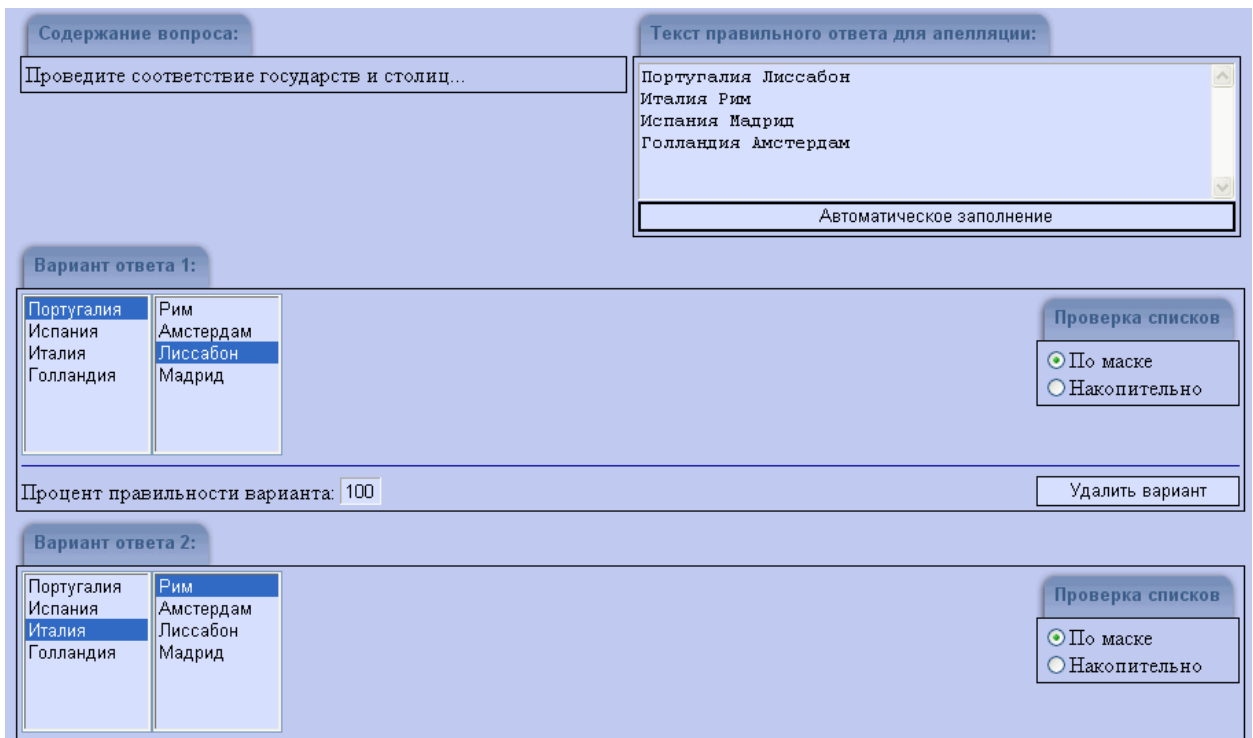 Содержание вопроса:
Проведите соответствие государств и столиц...
Текст правильного ответа для апелляции:
Португалия Лиссабон
Италия Рим
Испания Мадрид
Голландия Амстердам
Автоматическое заполнение
Вариант ответа 1:
Португалия
Испания
Италия
Голландия
Рим
Амстердам
Лиссабон
Мадрид
Проверка списков
По маске
Накопительно
Процент правильности варианта: 100
Удалить вариант
Вариант ответа 2:
Португалия
Испания
Италия
Голландия
Рим
Амстердам
Лиссабон
Мадрид
Проверка списков
По маске
Накопительно